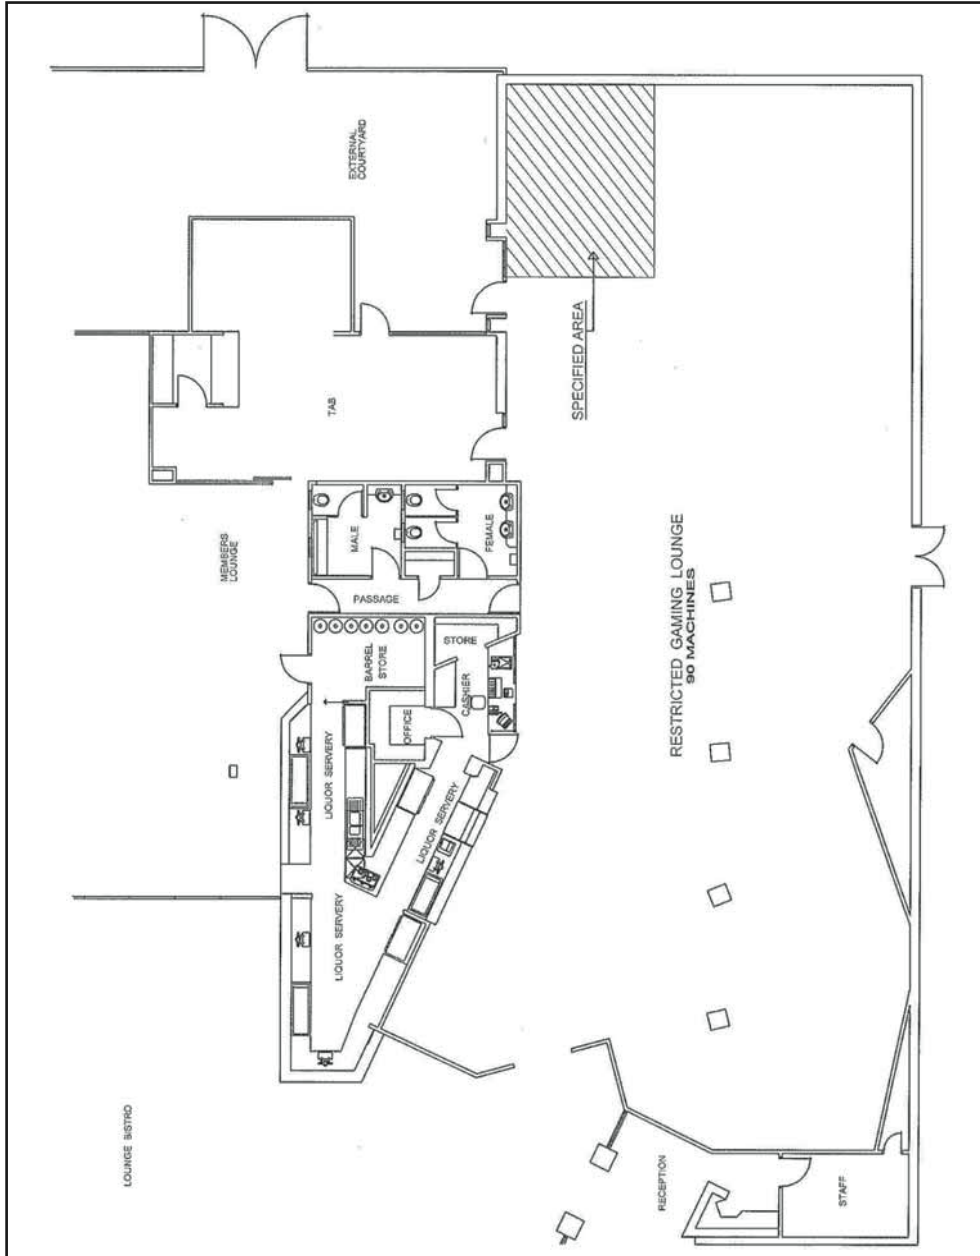 EXTERNAL
COURTYARD
SPECIFIED AREA
TAB
MALE
FEMALE
MEMBERS
LOUNGE
PASSAGE
RESTRICTED GAMING LOUNGE
90 MACHINES
STORE
BARREL
STORE
CASHIER
OFFICE
LIQUOR SERVERY
LIQUOR SERVERY
LIQUOR SERVERY
LOUNGE BISTRO
RECEPTION
STAFF